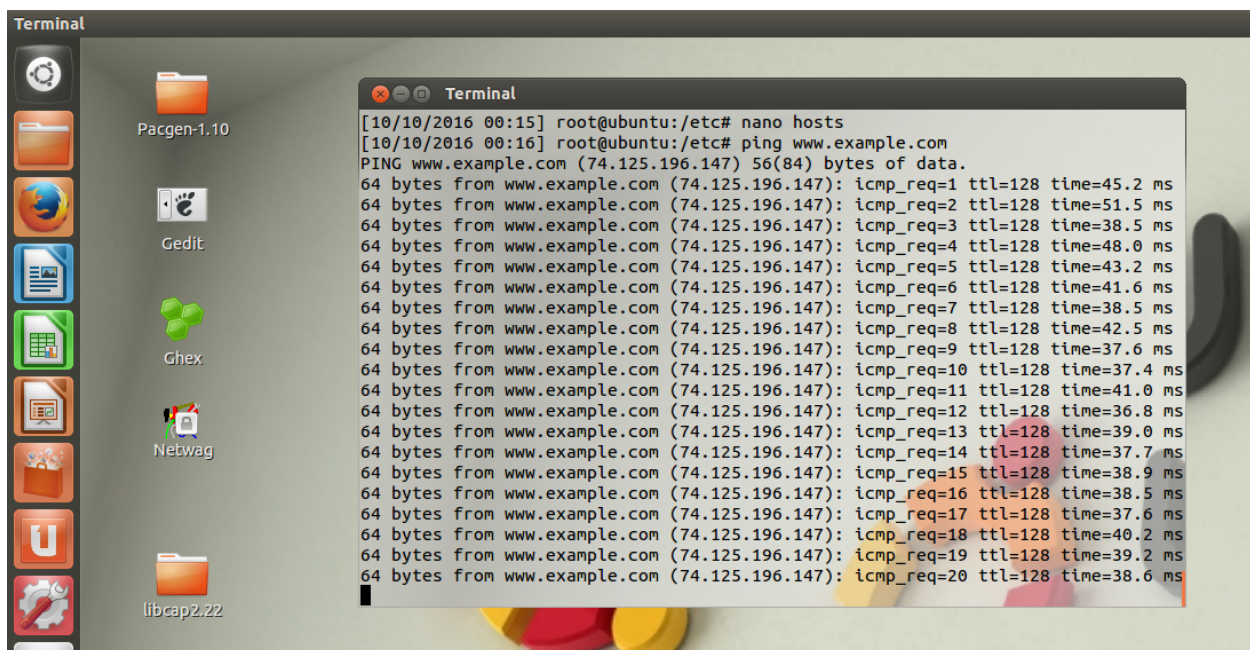 Terminal
Pacgen-1.10
Gedit
Ghex
Netwag
libcap2.22
Terminal
[10/10/2016 00:15] root@ubuntu:/etc# nano hosts
[10/10/2016 00:16] root@ubuntu:/etc# ping www.example.com
PING www.example.com (74.125.196.147) 56(84) bytes of data.
64 bytes from www.example.com (74.125.196.147): icmp_req=1 ttl=128 time=45.2 ms
64 bytes from www.example.com (74.125.196.147): icmp_req=2 ttl=128 time=51.5 ms
64 bytes from www.example.com (74.125.196.147): icmp_req=3 ttl=128 time=38.5 ms
64 bytes from www.example.com (74.125.196.147): icmp_req=4 ttl=128 time=48.0 ms
64 bytes from www.example.com (74.125.196.147): icmp_req=5 ttl=128 time=43.2 ms
64 bytes from www.example.com (74.125.196.147): icmp_req=6 ttl=128 time=41.6 ms
64 bytes from www.example.com (74.125.196.147): icmp_req=7 ttl=128 time=38.5 ms
64 bytes from www.example.com (74.125.196.147): icmp_req=8 ttl=128 time=42.5 ms
64 bytes from www.example.com (74.125.196.147): icmp_req=9 ttl=128 time=37.6 ms
64 bytes from www.example.com (74.125.196.147): icmp_req=10 ttl=128 time=37.4 ms
64 bytes from www.example.com (74.125.196.147): icmp_req=11 ttl=128 time=41.0 ms
64 bytes from www.example.com (74.125.196.147): icmp_req=12 ttl=128 time=36.8 ms
64 bytes from www.example.com (74.125.196.147): icmp_req=13 ttl=128 time=39.0 ms
64 bytes from www.example.com (74.125.196.147): icmp_req=14 ttl=128 time=37.7 ms
64 bytes from www.example.com (74.125.196.147): icmp_req=15 ttl=128 time=38.9 ms
64 bytes from www.example.com (74.125.196.147): icmp_req=16 ttl=128 time=38.5 ms
64 bytes from www.example.com (74.125.196.147): icmp_req=17 ttl=128 time=37.6 ms
64 bytes from www.example.com (74.125.196.147): icmp_req=18 ttl=128 time=40.2 ms
64 bytes from www.example.com (74.125.196.147): icmp_req=19 ttl=128 time=39.2 ms
64 bytes from www.example.com (74.125.196.147): icmp_req=20 ttl=128 time=38.6 ms